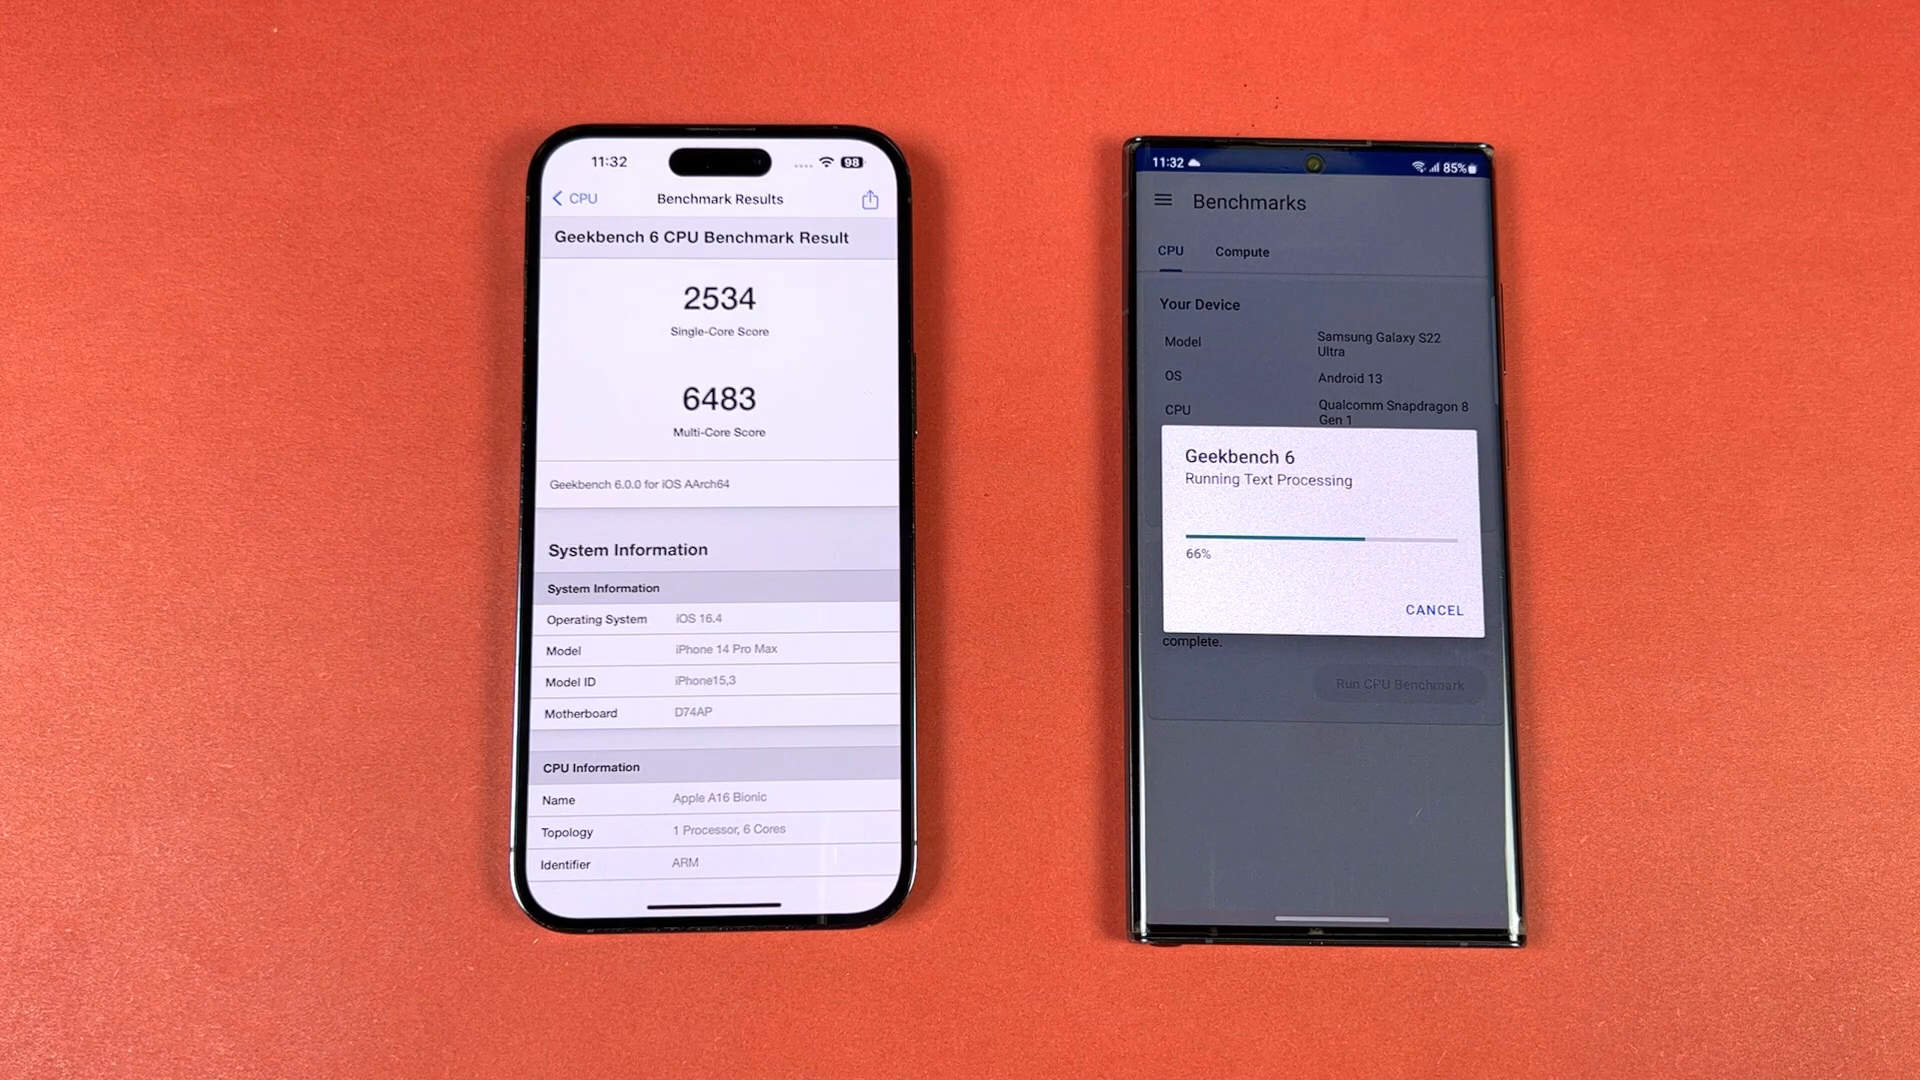 11:32
98
CPU
Benchmark Results
Geekbench 6 CPU Benchmark Result
2534
Single-Core Score
6483
Multi-Core Score
Geekbench 6.0.0 for iOS AArch64
System Information
System Information
Operating System iOS 16.4
Model iPhone 14 Pro Max
Model ID iPhone15,3
Motherboard D74AP
CPU Information
Name Apple A16 Bionic
Topology 1 Processor, 6 Cores
Identifier ARM
11:32
85%
Benchmarks
CPU Compute
Your Device
Model Samsung Galaxy S22
Ultra
OS Android 13
CPU Qualcomm Snapdragon 8
Gen 1
Geekbench 6
Running Text Processing
66%
CANCEL
complete.
Run CPU Benchmark